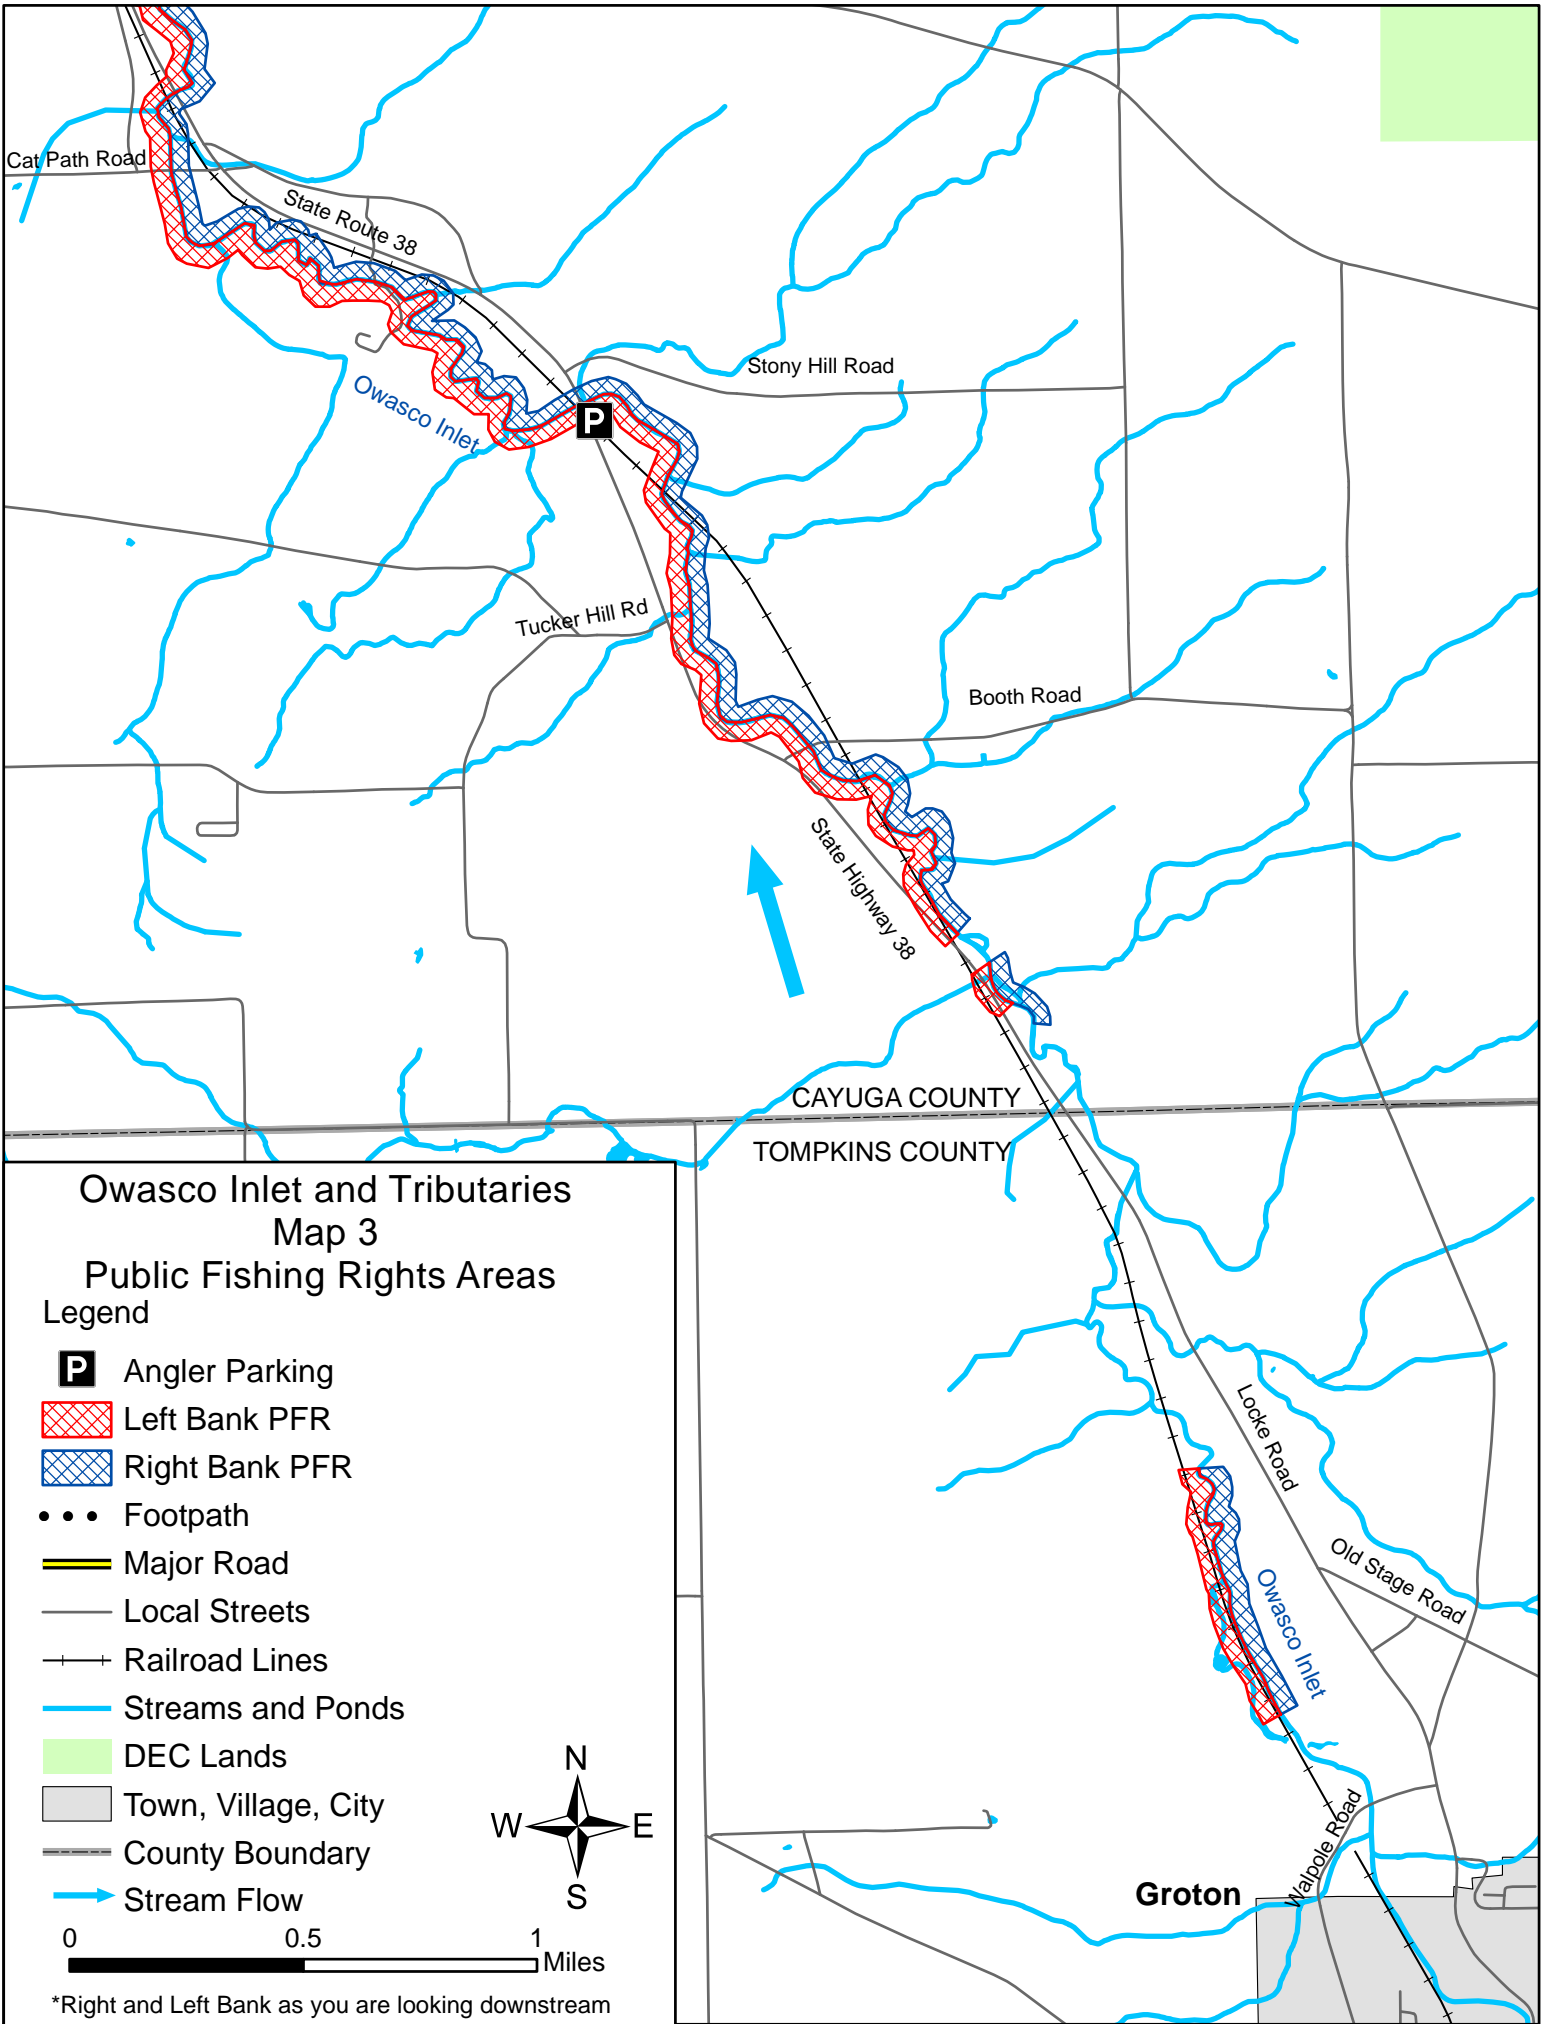 Cat Path Road
State Route 38
Stony Hill Road
Owasco Inlet
P
Tucker Hill Rd
Booth Road
State Highway 38
CAYUGA COUNTY
TOMPKINS COUNTY
Locke Road
Old Stage Road
Owasco Inlet
Walpole Road
Groton
Owasco Inlet and Tributaries
Map 3
Public Fishing Rights Areas
Legend
P Angler Parking
Left Bank PFR
Right Bank PFR
Footpath
Major Road
Local Streets
Railroad Lines
Streams and Ponds
DEC Lands
Town, Village, City
County Boundary
Stream Flow
N
W E
S
0 0.5 1
Miles
*Right and Left Bank as you are looking downstream